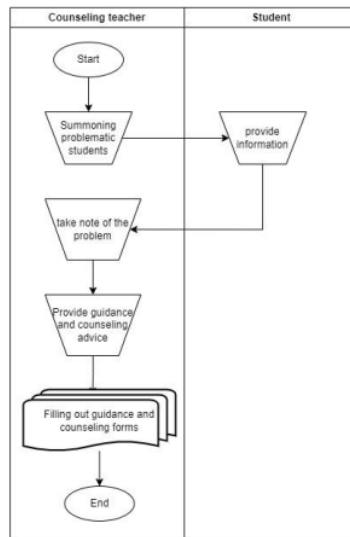 Counseling teacher
Student
Start
Summoning
problematic
students
provide
information
take note of the
problem
Provide guidance
and counseling
advice
Filling out guidance and
counseling forms
End